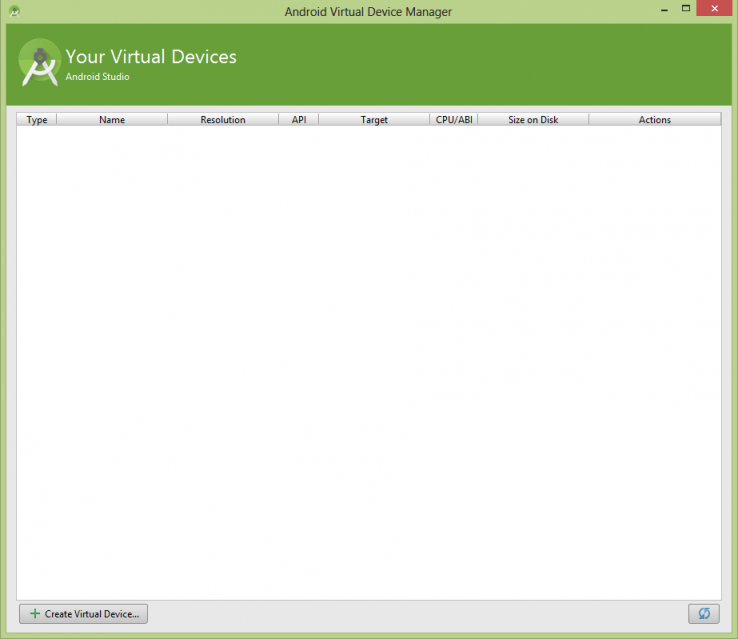 Android Virtual Device Manager
Your Virtual Devices
Android Studio
Type Name Resolution API Target CPU/ABI Size on Disk Actions
Create Virtual Device...